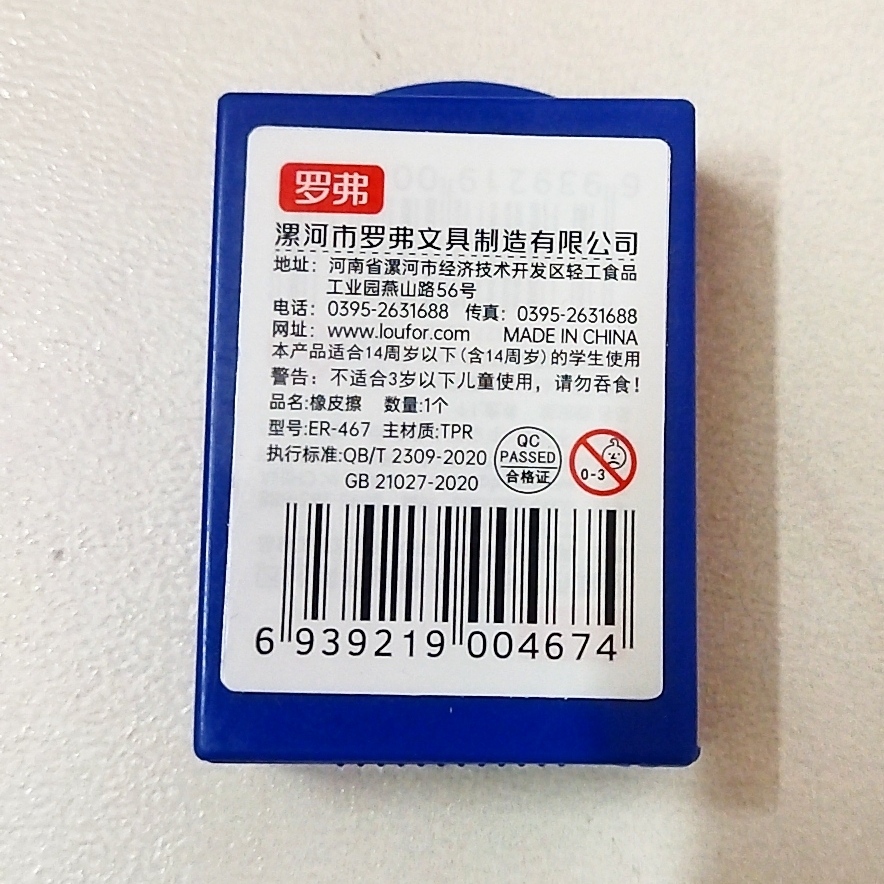 罗弗
漯河市罗弗文具制造有限公司
地址：河南省漯河市经济技术开发区轻工食品
工业园燕山路56号
电话：0395-2631688 传真：0395-2631688
网址：www.loufor.com MADE IN CHINA
本产品适合14周岁以下(含14周岁)的学生使用
警告：不适合3岁以下儿童使用，请勿吞食！
品名:橡皮擦 数量:1个
型号:ER-467 主材质:TPR
执行标准:QB/T 2309-2020
GB 21027-2020
QC
PASSED
合格证
0-3
6 939219 004674